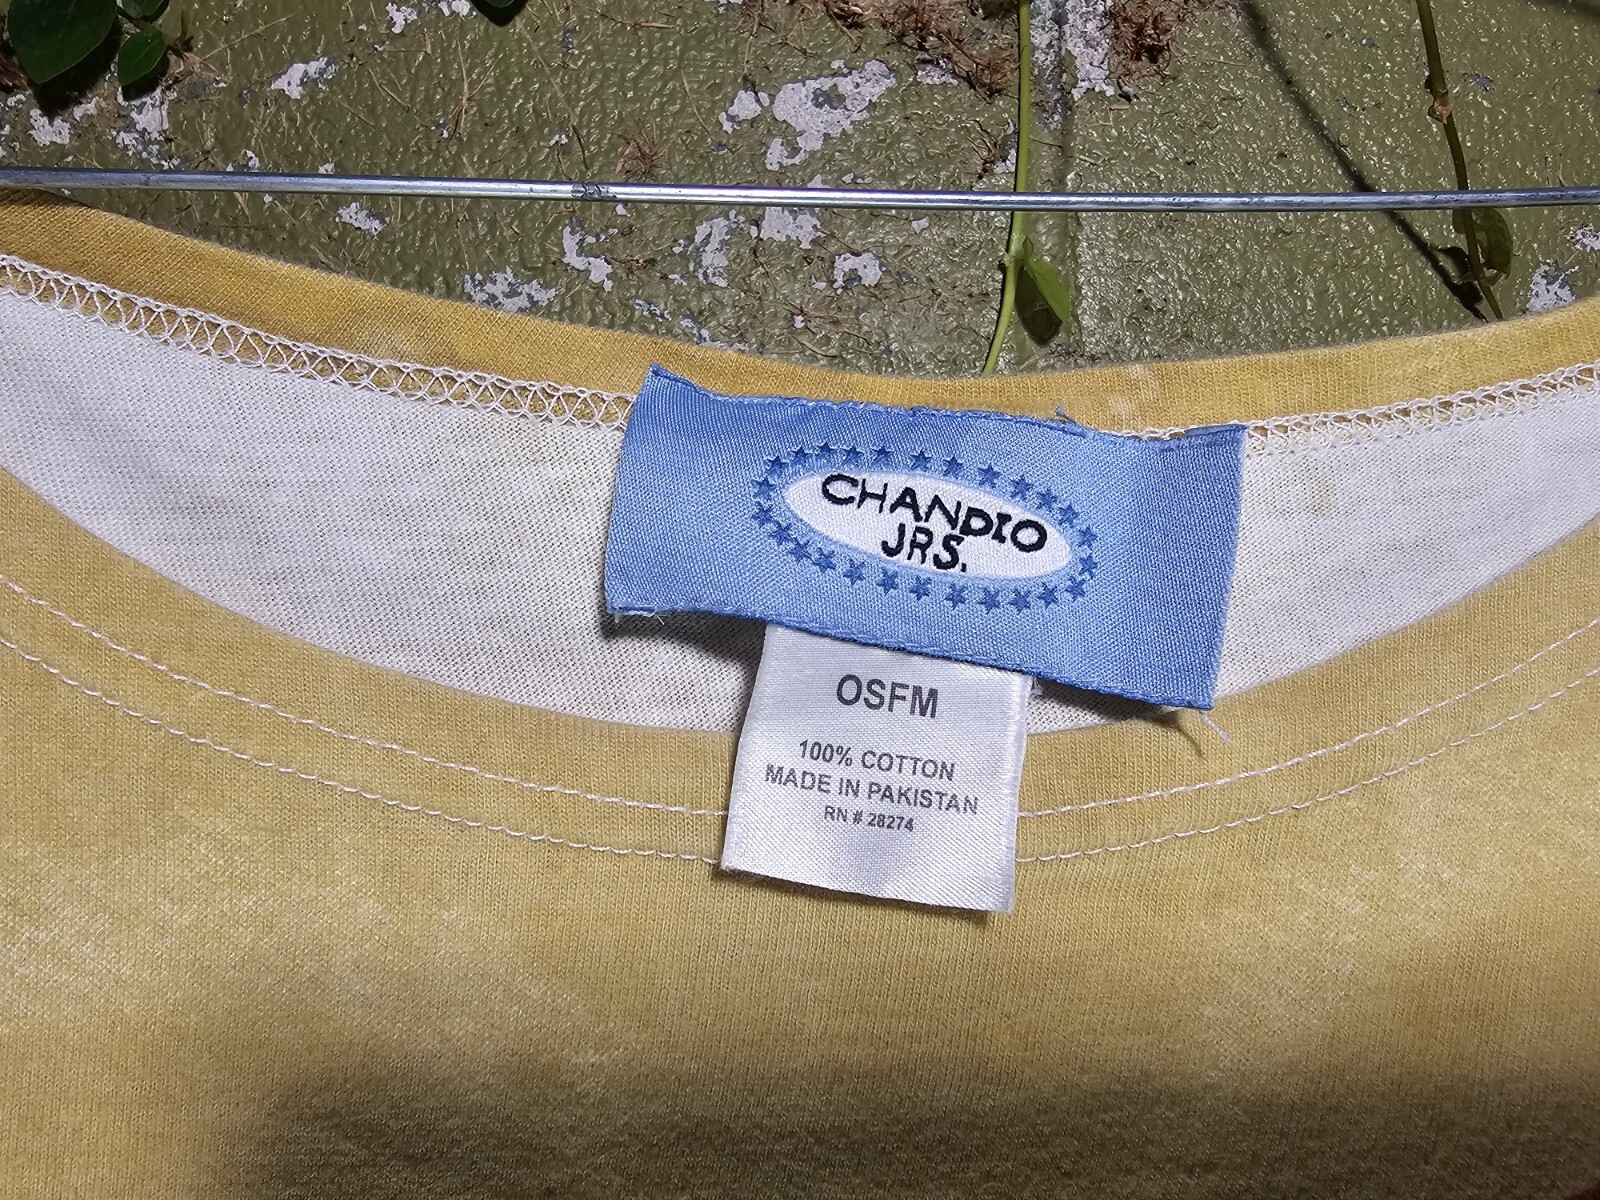 CHANDIO
JRS.
OSFM
100% COTTON
MADE IN PAKISTAN
RN # 28274